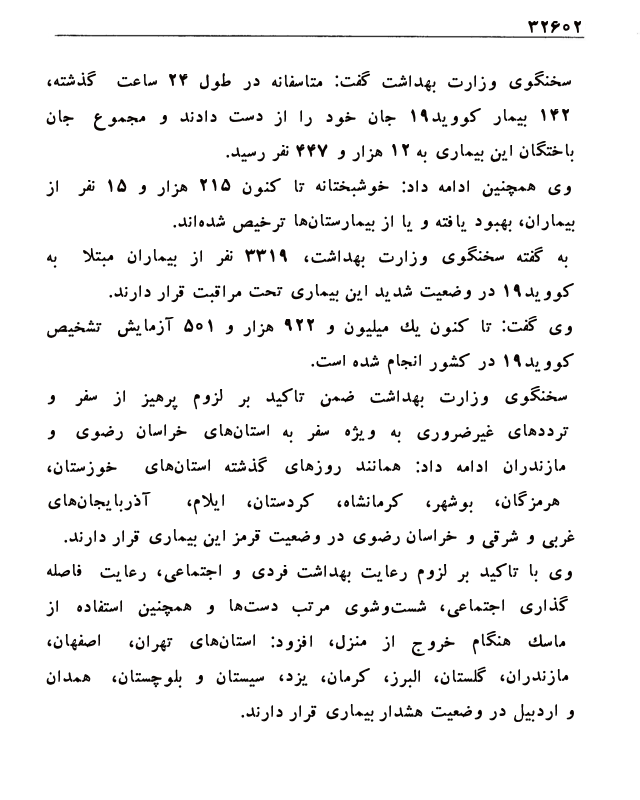 ۳۲۶۰۲
سخنگوی وزارت بهداشت گفت: متاسفانه در طول ۲۴ ساعت گذشته،
۱۴۲ بیمار کووید۱۹ جان خود را از دست دادند و مجموع جان
باختگان این بیماری به ۱۲ هزار و ۴۴۷ نفر رسید.
وی همچنین ادامه داد: خوشبختانه تا کنون ۲۱۵ هزار و ۱۵ نفر از
بیماران، بهبود یافته و یا از بیمارستان‌ها ترخیص شده‌اند.
به گفته سخنگوی وزارت بهداشت، ۳۳۱۹ نفر از بیماران مبتلا به
کووید۱۹ در وضعیت شدید این بیماری تحت مراقبت قرار دارند.
وی گفت: تا کنون یك میلیون و ۹۲۲ هزار و ۵۰۱ آزمایش تشخیص
کووید۱۹ در کشور انجام شده است.
سخنگوی وزارت بهداشت ضمن تاکید بر لزوم پرهیز از سفر و
ترددهای غیرضروری به ویژه سفر به استان‌های خراسان رضوی و
مازندران ادامه داد: همانند روزهای گذشته استان‌های خوزستان،
هرمزگان، بوشهر، کرمانشاه، کردستان، ایلام، آذربایجان‌های
غربی و شرقی و خراسان رضوی در وضعیت قرمز این بیماری قرار دارند.
وی با تاکید بر لزوم رعایت بهداشت فردی و اجتماعی، رعایت فاصله
گذاری اجتماعی، شست‌وشوی مرتب دست‌ها و همچنین استفاده از
ماسك هنگام خروج از منزل، افزود: استان‌های تهران، اصفهان،
مازندران، گلستان، البرز، کرمان، یزد، سیستان و بلوچستان، همدان
و اردبیل در وضعیت هشدار بیماری قرار دارند.